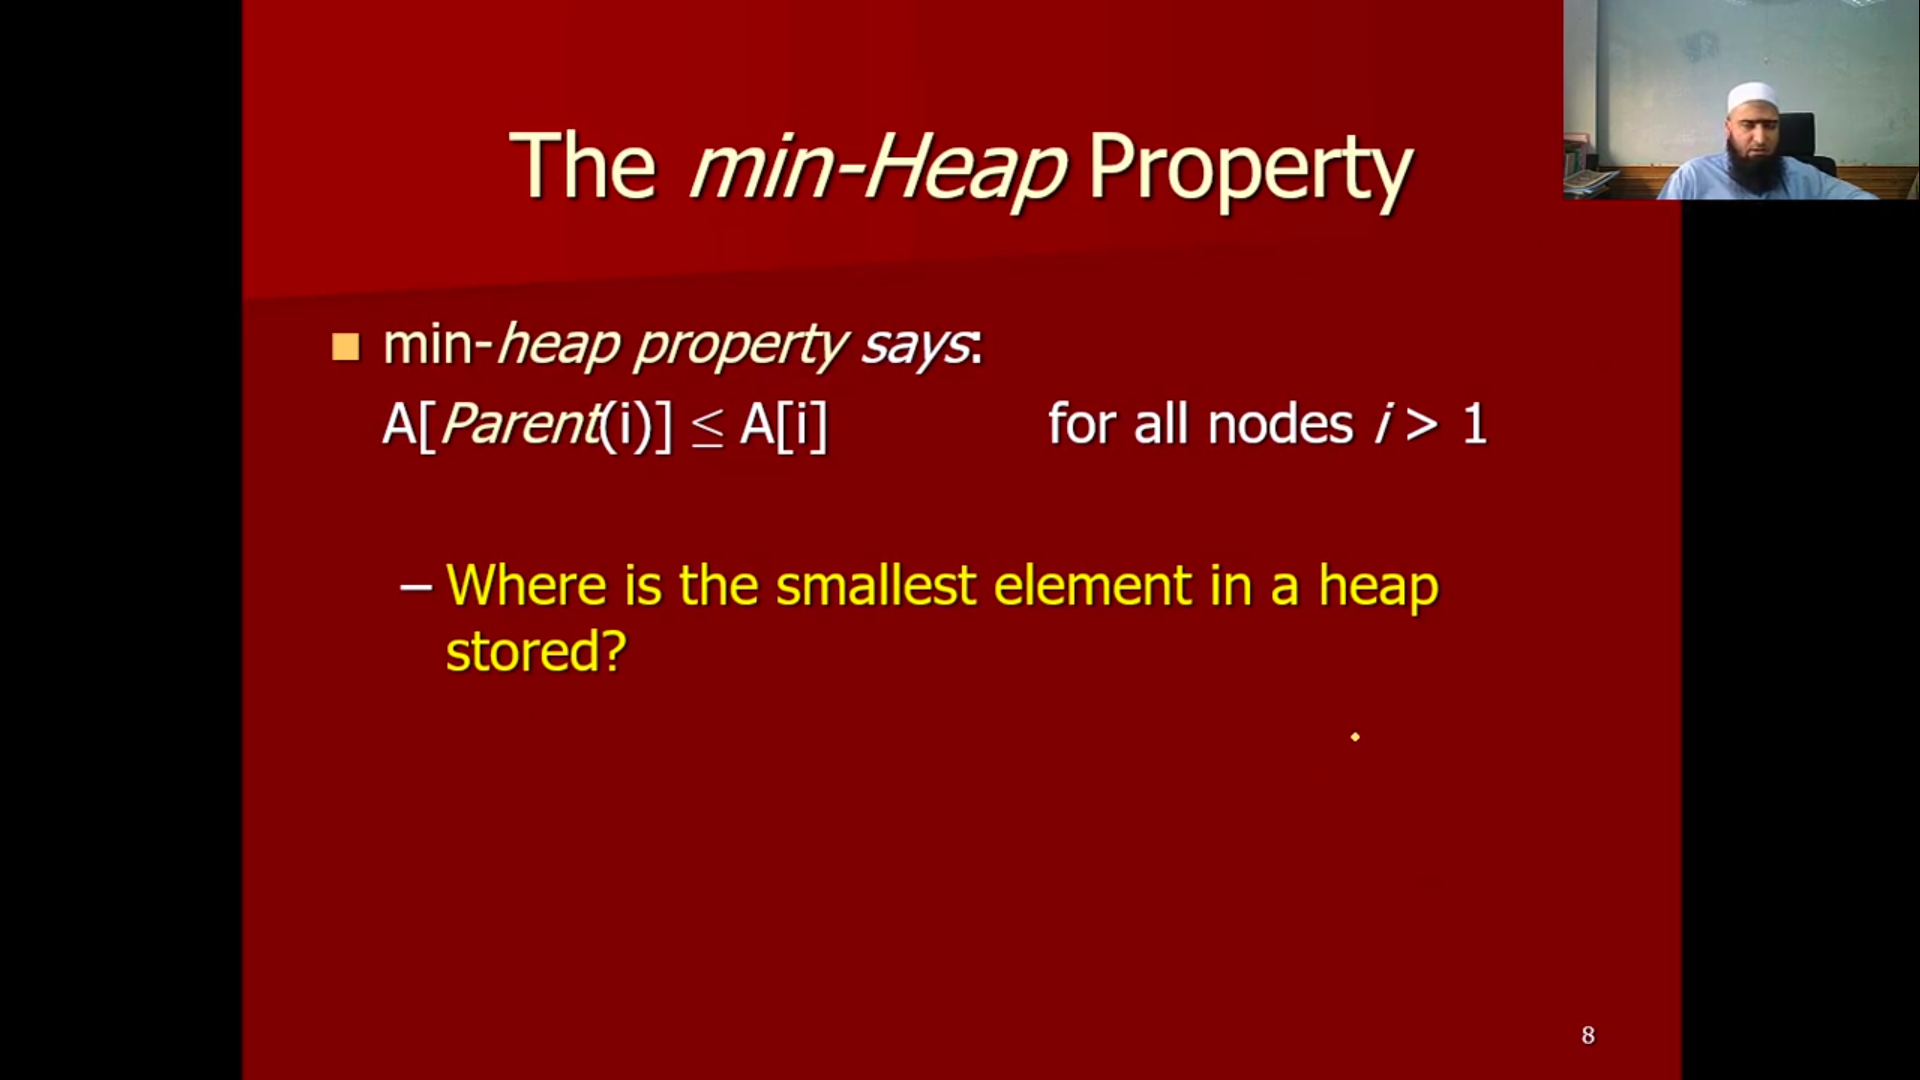 The min-Heap Property
min-heap property says:
A[Parent(i)] ≤ A[i] for all nodes i > 1
– Where is the smallest element in a heap
stored?
8